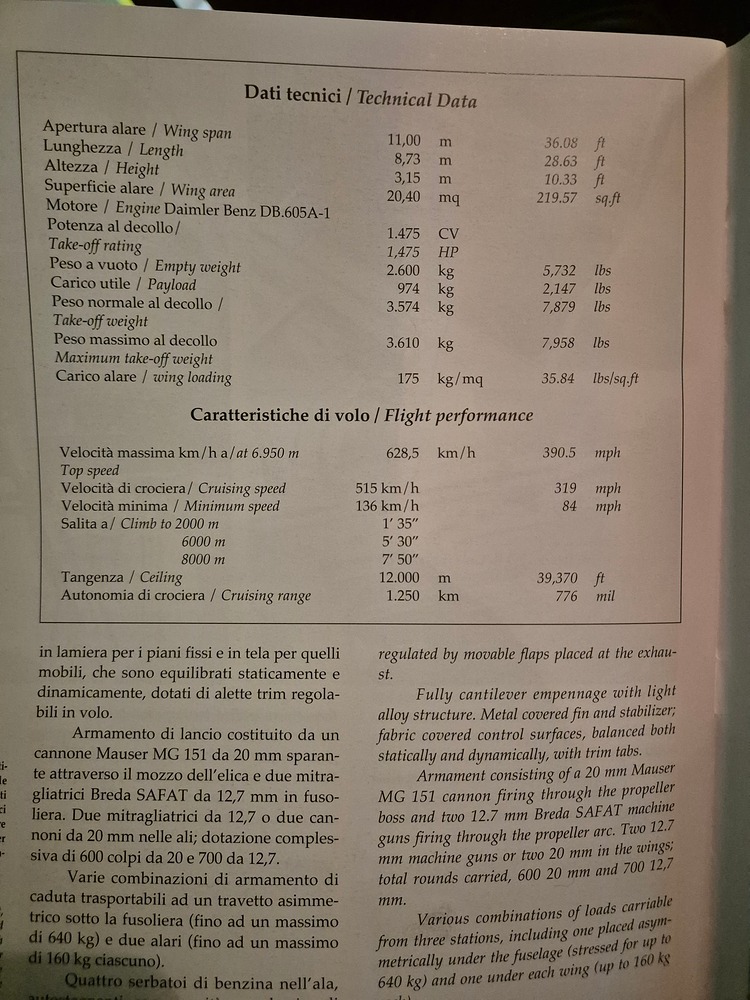 Dati tecnici / Technical Data
Apertura alare / Wing span 11,00 m 36.08 ft
Lunghezza / Length 8,73 m 28.63 ft
Altezza / Height 3,15 m 10.33 ft
Superficie alare / Wing area 20,40 mq 219.57 sq.ft
Motore / Engine Daimler Benz DB.605A-1
Potenza al decollo/ 1.475 CV
Take-off rating 1,475 HP
Peso a vuoto / Empty weight 2.600 kg 5,732 lbs
Carico utile / Payload 974 kg 2,147 lbs
Peso normale al decollo / 3.574 kg 7,879 lbs
Take-off weight
Peso massimo al decollo 3.610 kg 7,958 lbs
Maximum take-off weight
Carico alare / wing loading 175 kg/mq 35.84 lbs/sq.ft
Caratteristiche di volo / Flight performance
Velocità massima km/h a/at 6.950 m 628,5 km/h 390.5 mph
Top speed
Velocità di crociera/ Cruising speed 515 km/h 319 mph
Velocità minima / Minimum speed 136 km/h 84 mph
Salita a/ Climb to 2000 m 1' 35"
6000 m 5' 30"
8000 m 7' 50"
Tangenza / Ceiling 12.000 m 39,370 ft
Autonomia di crociera / Cruising range 1.250 km 776 mil
in lamiera per i piani fissi e in tela per quelli
mobili, che sono equilibrati staticamente e
dinamicamente, dotati di alette trim regola-
bili in volo.
Armamento di lancio costituito da un
cannone Mauser MG 151 da 20 mm sparan-
te attraverso il mozzo dell'elica e due mitra-
gliatrici Breda SAFAT da 12,7 mm in fuso-
liera. Due mitragliatrici da 12,7 o due can-
noni da 20 mm nelle ali; dotazione comples-
siva di 600 colpi da 20 e 700 da 12,7.
Varie combinazioni di armamento di
caduta trasportabili ad un travetto asimme-
trico sotto la fusoliera (fino ad un massimo
di 640 kg) e due alari (fino ad un massimo
di 160 kg ciascuno).
Quattro serbatoi di benzina nell'ala,
regulated by movable flaps placed at the exhau-
st.
Fully cantilever empennage with light
alloy structure. Metal covered fin and stabilizer;
fabric covered control surfaces, balanced both
statically and dynamically, with trim tabs.
Armament consisting of a 20 mm Mauser
MG 151 cannon firing through the propeller
boss and two 12.7 mm Breda SAFAT machine
guns firing through the propeller arc. Two 12.7
mm machine guns or two 20 mm in the wings;
total rounds carried, 600 20 mm and 700 12,7
mm.
Various combinations of loads carriable
from three stations, including one placed asym-
metrically under the fuselage (stressed for up to
640 kg) and one under each wing (up to 160 kg